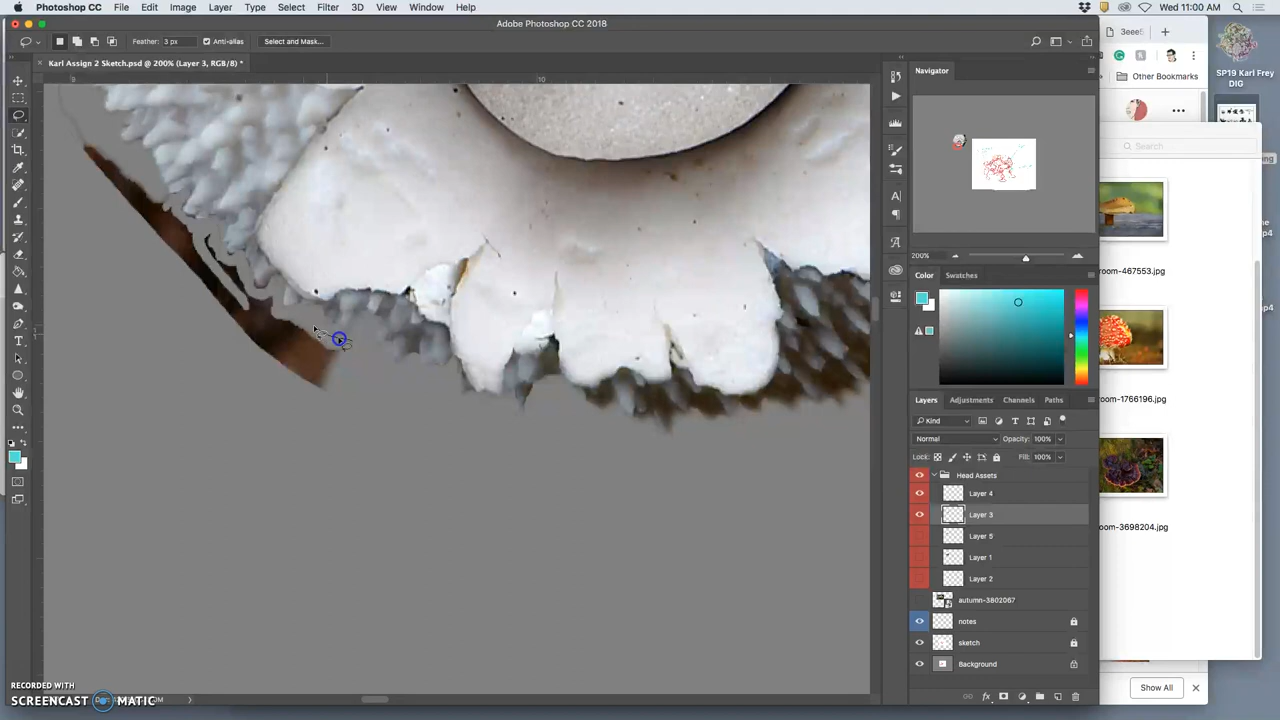 Photoshop CC File Edit Image Layer Type Select Filter 3D View Window Help Wed 11:00 AM
Adobe Photoshop CC 2018
Feather: 3 px Anti-alias Select and Mask...
Karl Assign 2 Sketch.psd @ 200% (Layer 3, RGB/8) *
9 10
Navigator
200%
Color Swatches
Layers Adjustments Channels Paths
Kind
Normal Opacity: 100%
Lock: Fill: 100%
Head Assets
Layer 4
Layer 3
Layer 5
Layer 1
Layer 2
autumn-3802067
notes
sketch
Background
3eee5
Other Bookmarks
Search
room-467553.jpg
room-1766196.jpg
room-3698204.jpg
Show All
SP19 Karl Frey
DIG
RECORDED WITH
SCREENCAST MATIC